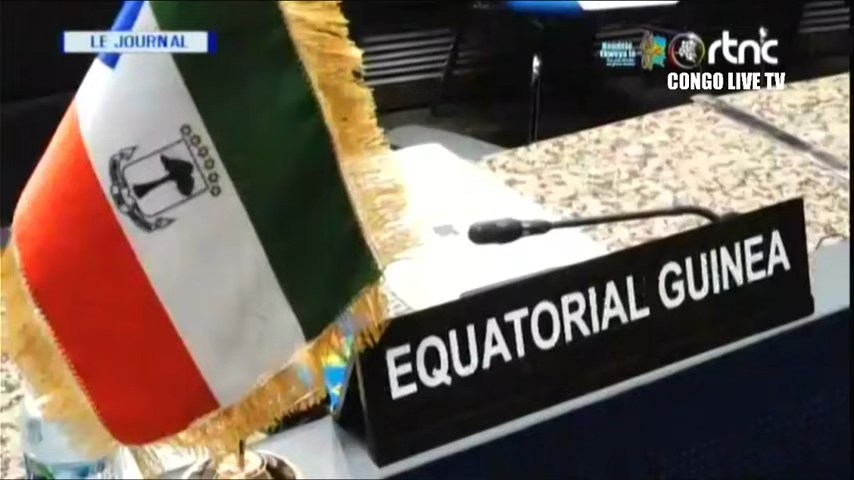 LE JOURNAL
rtnc
CONGO LIVE TV
EQUATORIAL GUINEA